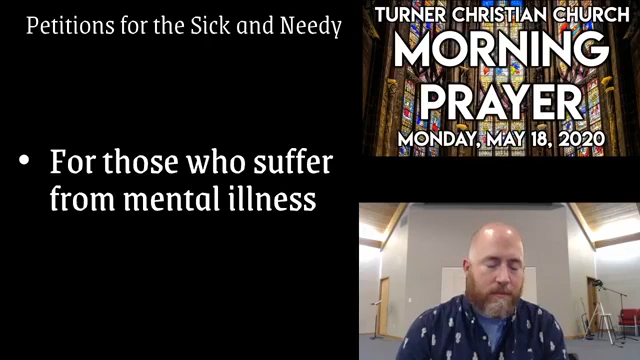 Petitions for the Sick and Needy
• For those who suffer
from mental illness
TURNER CHRISTIAN CHURCH
MORNING
PRAYER
MONDAY, MAY 18, 2020